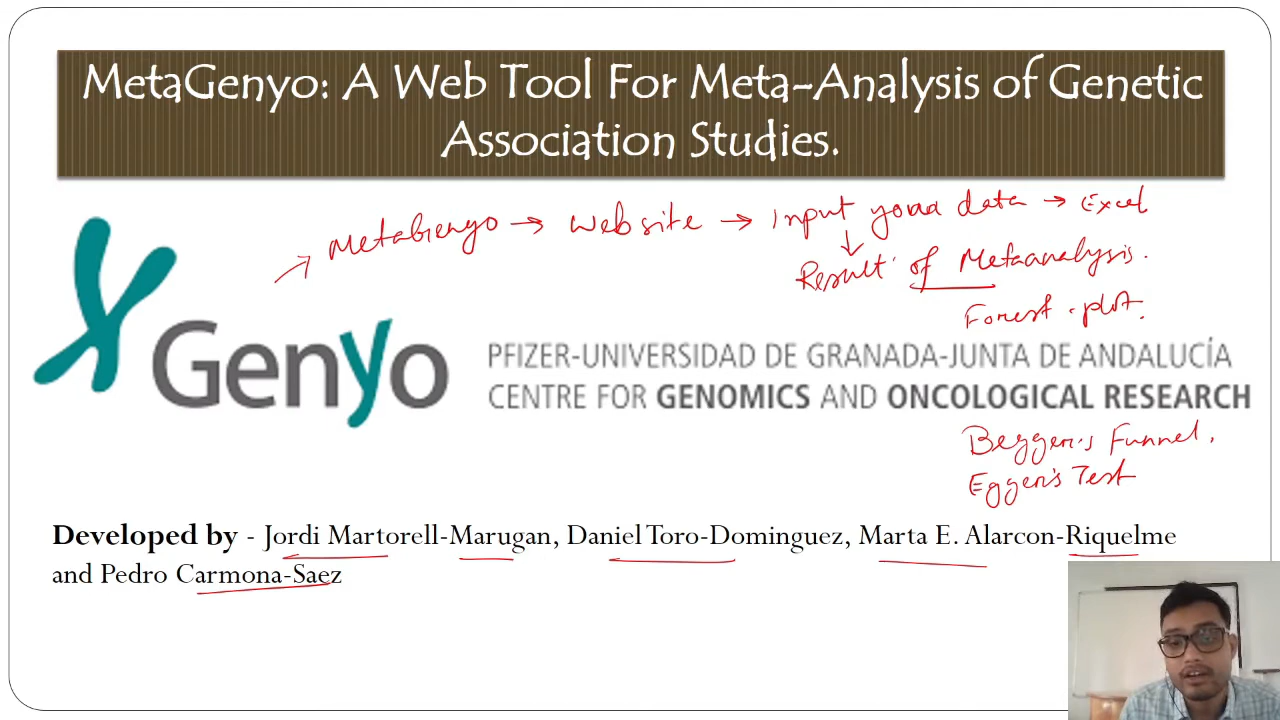 MetaGenyo: A Web Tool For Meta-Analysis of Genetic
Association Studies.
MetaGenyo → Website → Input your data → Excel
↓
Result of Metaanalysis.
Forest plot.
Genyo
PFIZER-UNIVERSIDAD DE GRANADA-JUNTA DE ANDALUCÍA
CENTRE FOR GENOMICS AND ONCOLOGICAL RESEARCH
Begger's Funnel,
Egger's Test
Developed by - Jordi Martorell-Marugan, Daniel Toro-Dominguez, Marta E. Alarcon-Riquelme
and Pedro Carmona-Saez